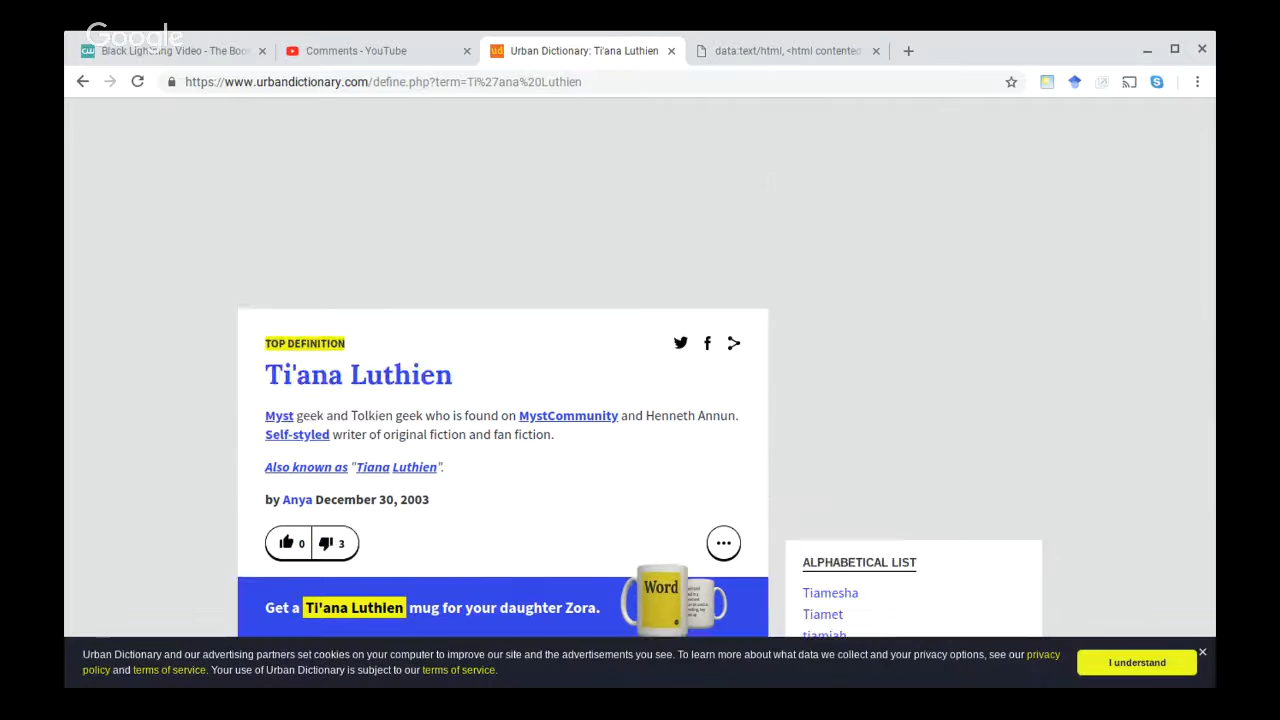 Google
Black Lightning Video - The Boo
Comments - YouTube
Urban Dictionary: Ti'ana Luthien
data:text/html, <html contented
https://www.urbandictionary.com/define.php?term=Ti%27ana%20Luthien
TOP DEFINITION
Ti'ana Luthien
Myst geek and Tolkien geek who is found on MystCommunity and Henneth Annun.
Self-styled writer of original fiction and fan fiction.
Also known as "Tiana Luthien".
by Anya December 30, 2003
0
3
Get a Ti'ana Luthien mug for your daughter Zora.
Word
ALPHABETICAL LIST
Tiamesha
Tiamet
tiamiah
Urban Dictionary and our advertising partners set cookies on your computer to improve our site and the advertisements you see. To learn more about what data we collect and your privacy options, see our privacy
policy and terms of service. Your use of Urban Dictionary is subject to our terms of service.
I understand